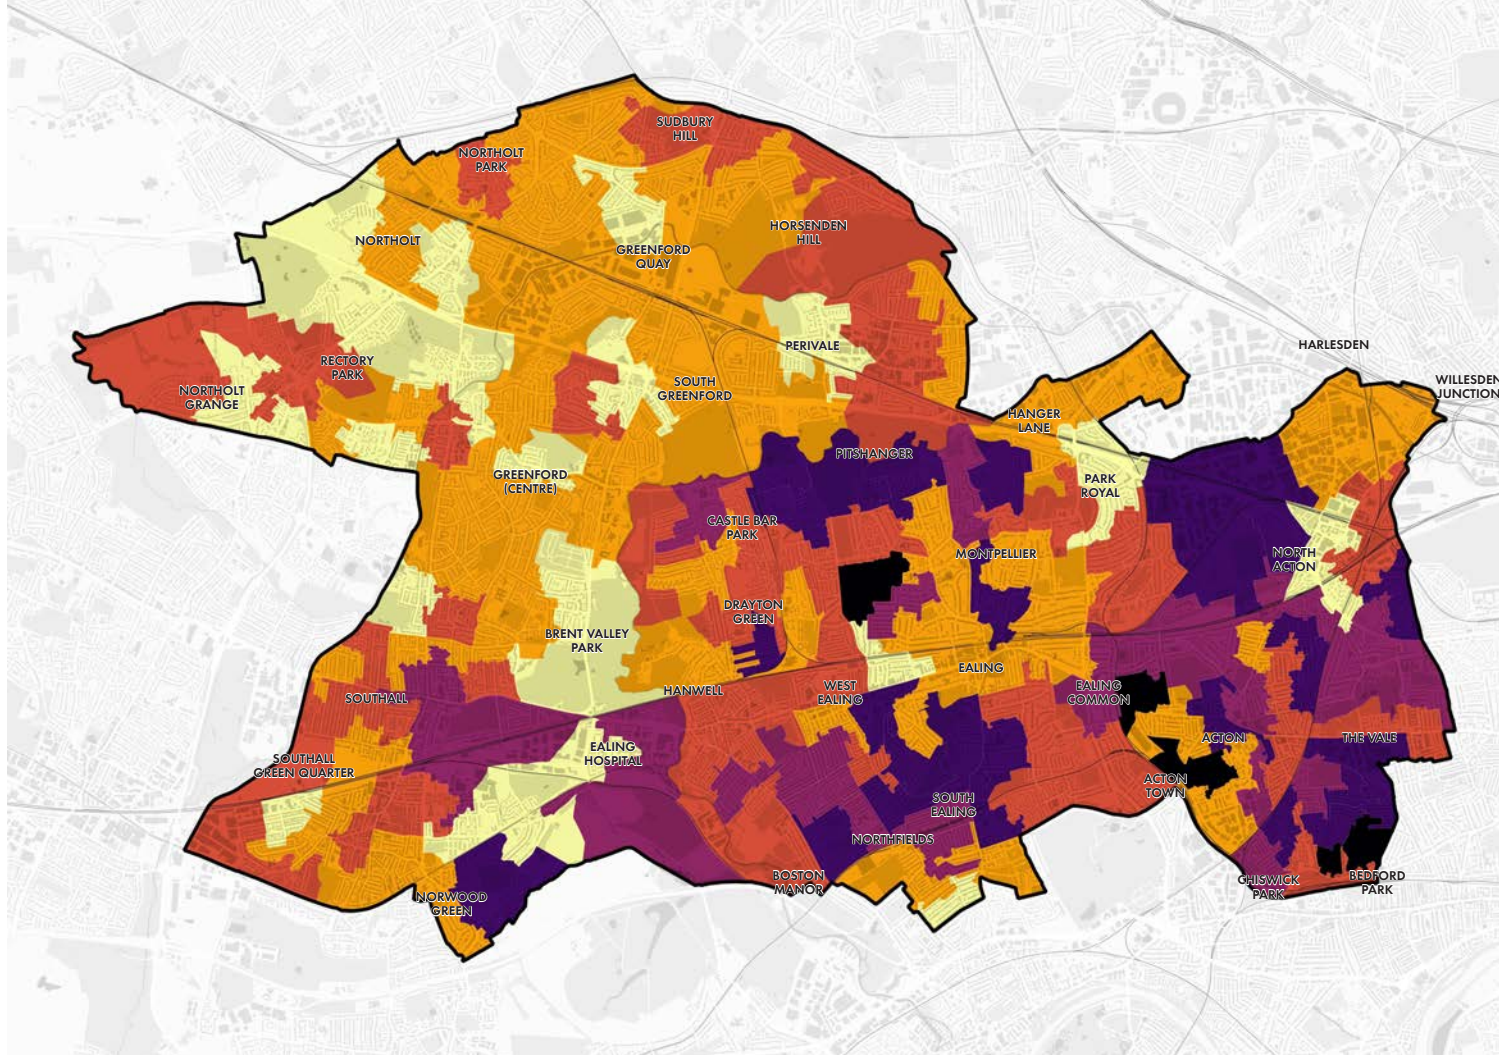 SUDBURY
HILL
NORTHOLT
PARK
HORSENDEN
HILL
NORTHOLT
GREENFORD
QUAY
PERIVALE
HARLESDEN
RECTORY
PARK
NORTHOLT
GRANGE
SOUTH
GREENFORD
WILLESDEN
JUNCTION
HANGER
LANE
PITSHANGER
GREENFORD
(CENTRE)
PARK
ROYAL
CASTLE BAR
PARK
MONTPELLIER
NORTH
ACTON
DRAYTON
GREEN
BRENT VALLEY
PARK
EALING
HANWELL
WEST
EALING
EALING
COMMON
SOUTHALL
ACTON
THE VALE
EALING
HOSPITAL
SOUTHALL
GREEN QUARTER
ACTON
TOWN
SOUTH
EALING
NORTHFIELDS
BOSTON
MANOR
CHISWICK
PARK
BEDFORD
PARK
NORWOOD
GREEN